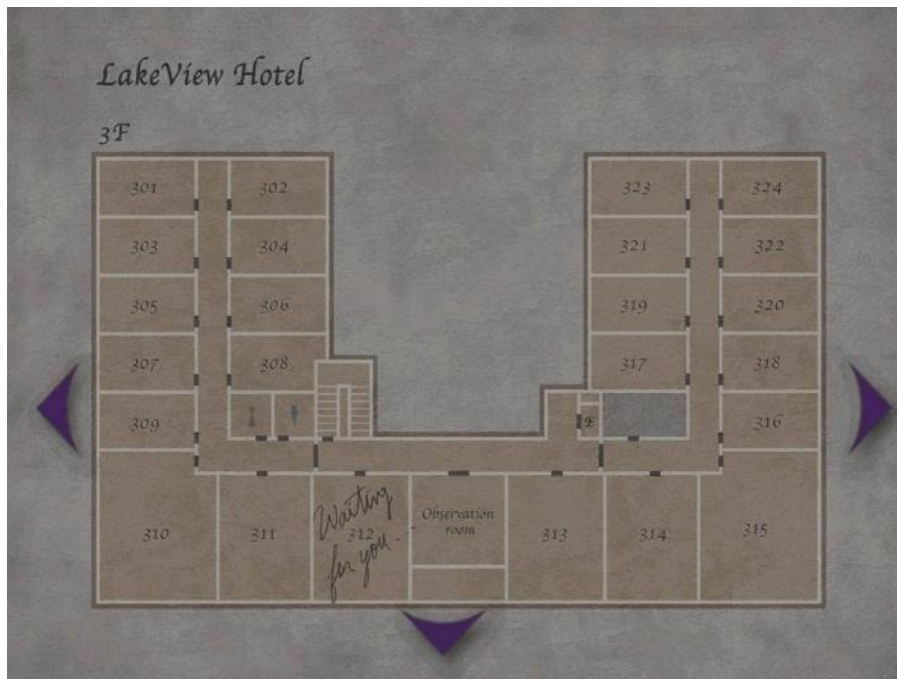 LakeView Hotel
3F
301 302 323 324
303 304 321 322
305 306 319 320
307 308 317 318
309 E 316
310 311 Waiting 312 for you. Observation room 313 314 315